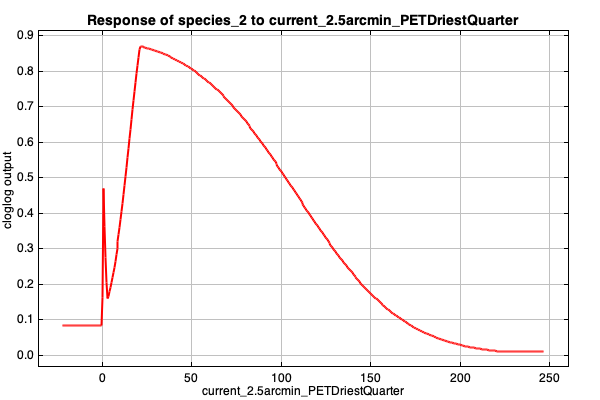 Response of species_2 to current_2.5arcmin_PETDriestQuarter
cloglog output
0.9
0.8
0.7
0.6
0.5
0.4
0.3
0.2
0.1
0.0
0 50 100 150 200 250
current_2.5arcmin_PETDriestQuarter